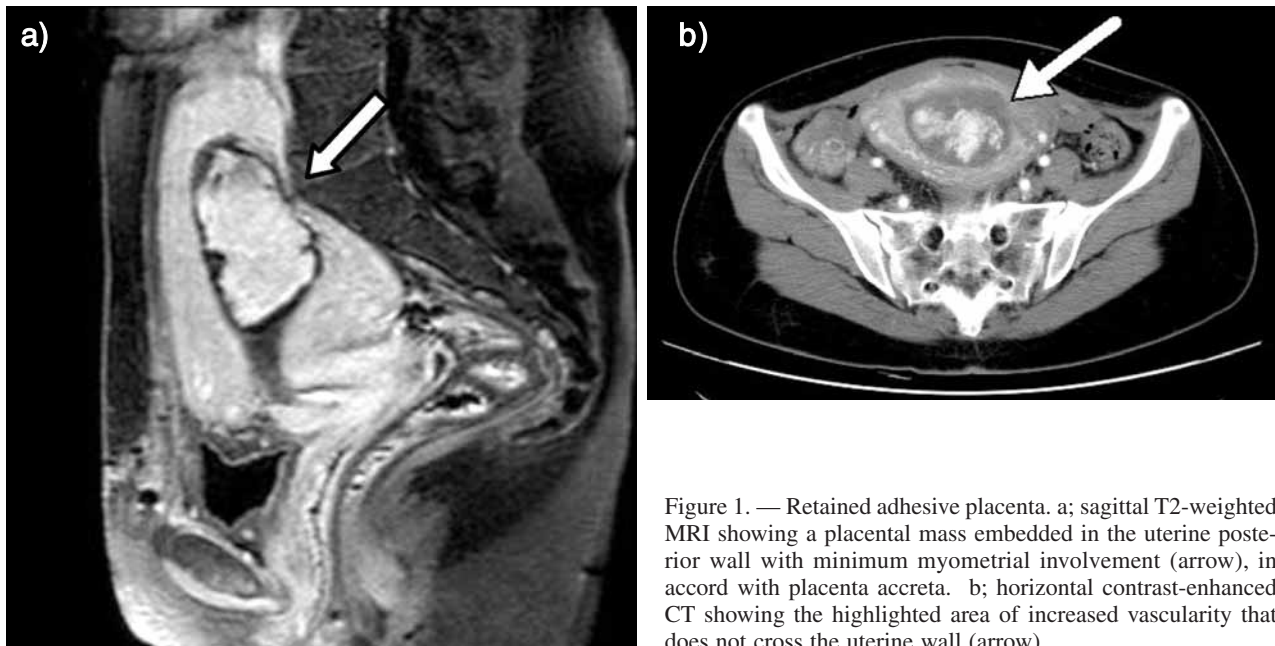 a)
b)
Figure 1. — Retained adhesive placenta. a; sagittal T2-weighted
MRI showing a placental mass embedded in the uterine poste-
rior wall with minimum myometrial involvement (arrow), in
accord with placenta accreta. b; horizontal contrast-enhanced
CT showing the highlighted area of increased vascularity that
does not cross the uterine wall (arrow)